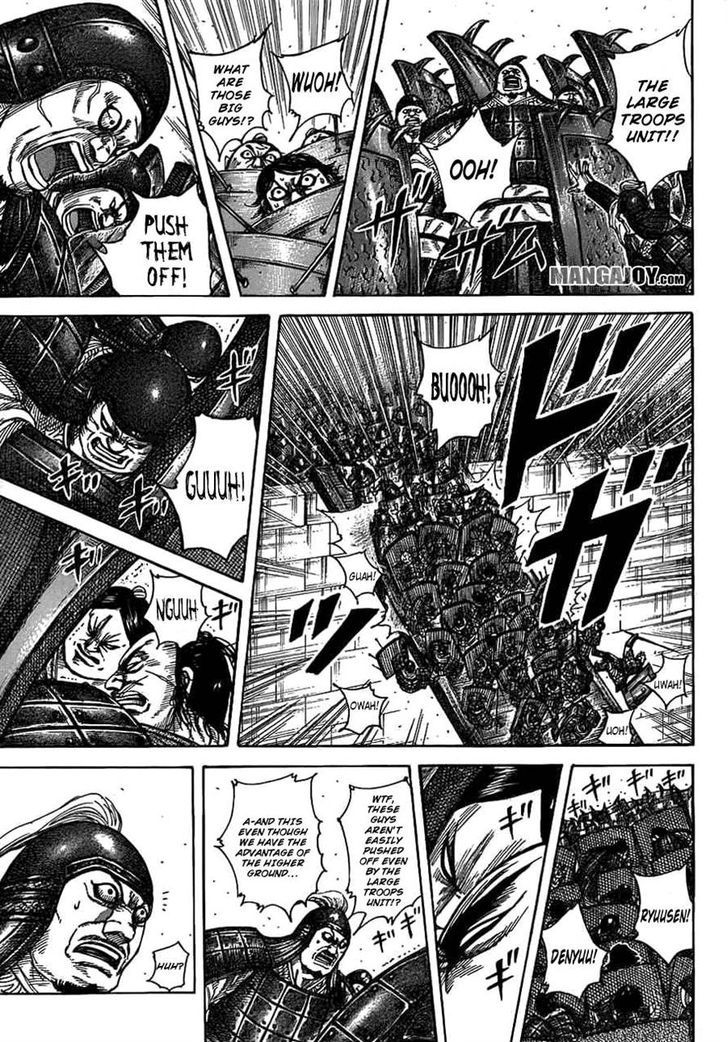 THE
LARGE
TROOPS
UNIT!!
OOH!
ズザン
MANGAJOY.COM
WUOH!
WHAT
ARE
THOSE
BIG
GUYS!?
PUSH
THEM
OFF!
BUOOOH!
ドガッ
GUAH!
OWAH!
UWAH!
UOH!
ギ゙
GUUUH!
ギ゙
ギ゙
NGUUH
ギ゙
ギ゙
ギ゙
ギ゙
RYUUSEN!
DENYUU!
ギ゙
WTF,
THESE
GUYS
AREN'T
EASILY
PUSHED
OFF EVEN
BY THE
LARGE
TROOPS
UNIT!?
A-AND THIS
EVEN THOUGH
WE HAVE THE
ADVANTAGE OF
THE HIGHER
GROUND...
ギ゙
HUH?